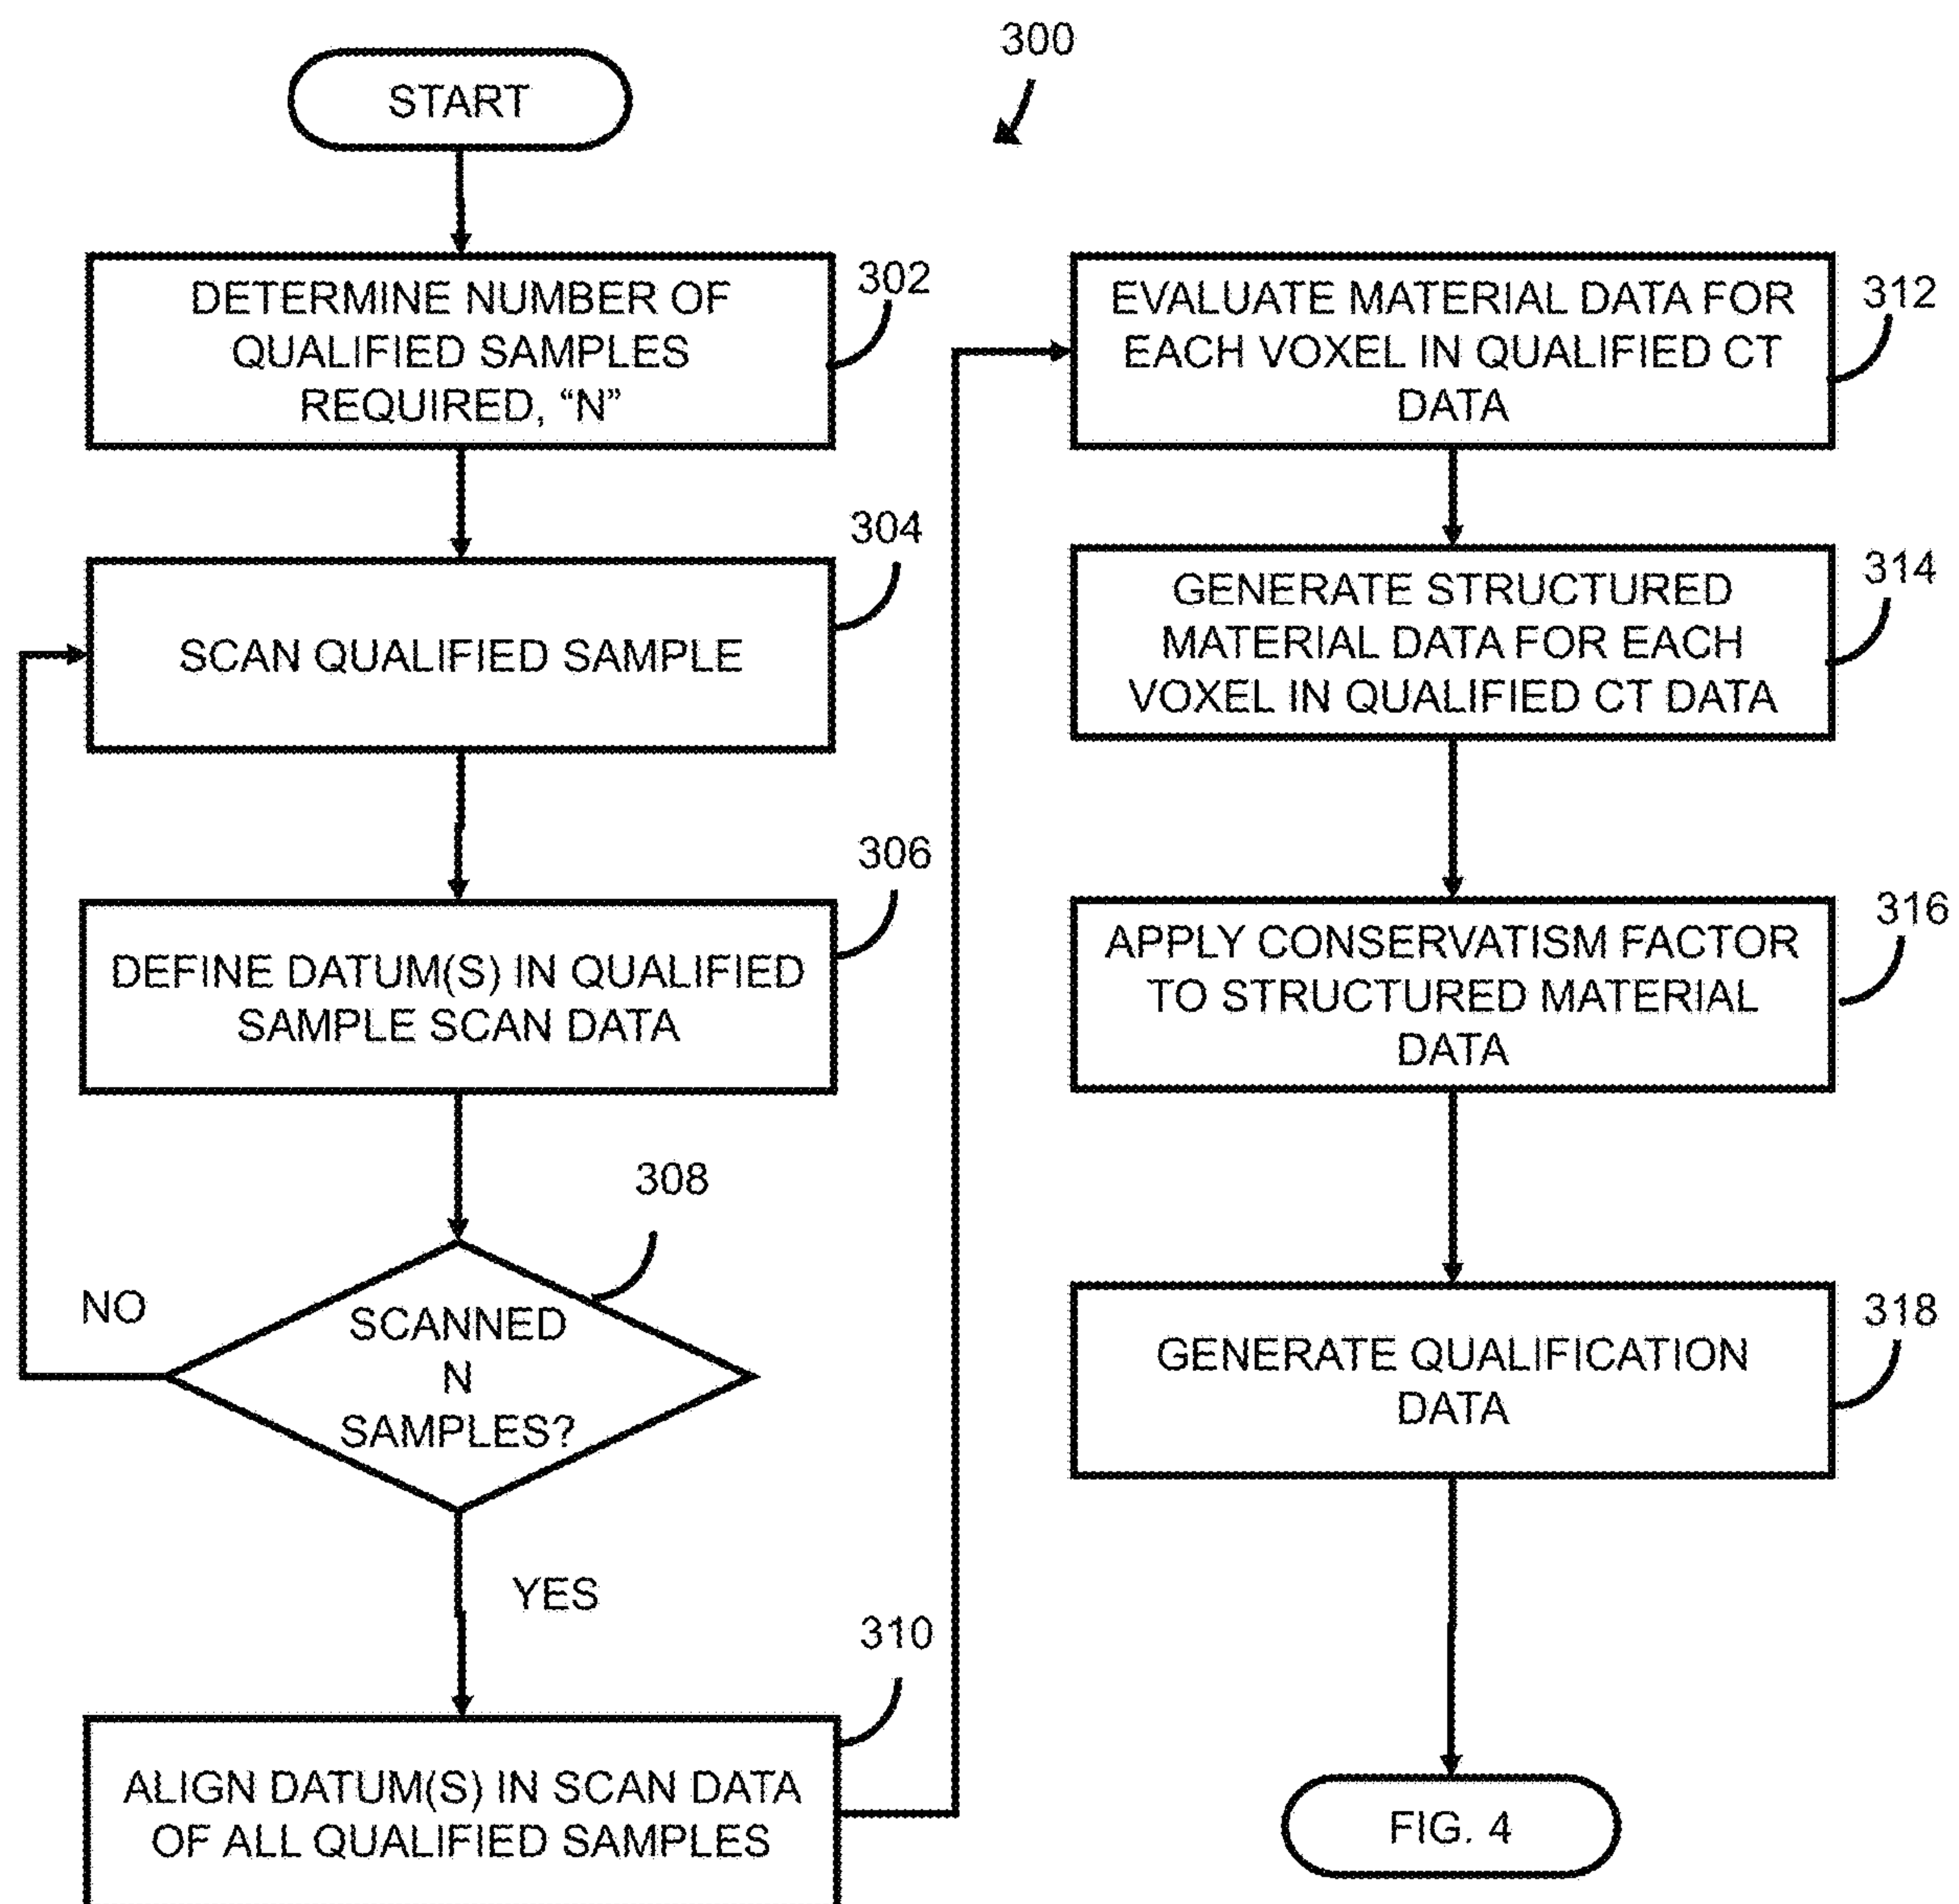 300
START
302
DETERMINE NUMBER OF
QUALIFIED SAMPLES
REQUIRED, “N”
304
SCAN QUALIFIED SAMPLE
306
DEFINE DATUM(S) IN QUALIFIED
SAMPLE SCAN DATA
308
NO
SCANNED
N
SAMPLES?
YES
310
ALIGN DATUM(S) IN SCAN DATA
OF ALL QUALIFIED SAMPLES
312
EVALUATE MATERIAL DATA FOR
EACH VOXEL IN QUALIFIED CT
DATA
314
GENERATE STRUCTURED
MATERIAL DATA FOR EACH
VOXEL IN QUALIFIED CT DATA
316
APPLY CONSERVATISM FACTOR
TO STRUCTURED MATERIAL
DATA
318
GENERATE QUALIFICATION
DATA
FIG. 4